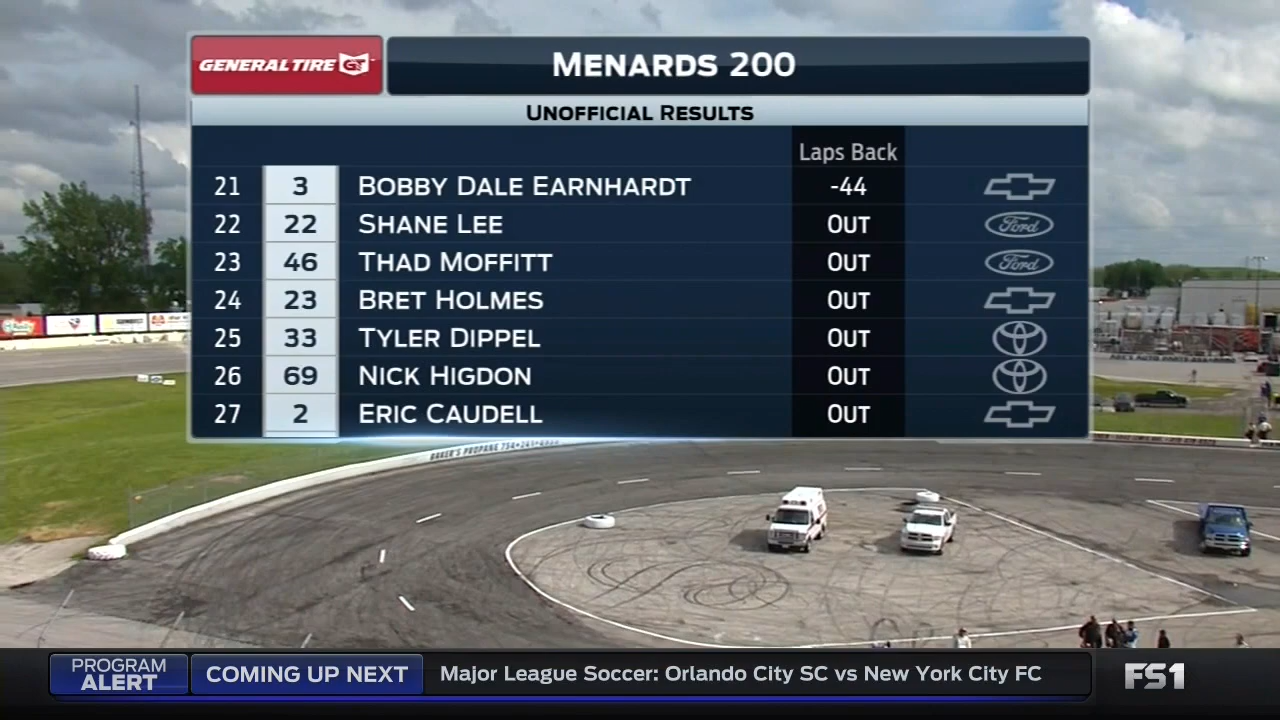 GENERAL TIRE GT
MENARDS 200
UNOFFICIAL RESULTS
Laps Back
21 3 BOBBY DALE EARNHARDT -44
22 22 SHANE LEE OUT Ford
23 46 THAD MOFFITT OUT Ford
24 23 BRET HOLMES OUT
25 33 TYLER DIPPEL OUT
26 69 NICK HIGDON OUT
27 2 ERIC CAUDELL OUT
BAKER'S PROPANE
PROGRAM ALERT
COMING UP NEXT
Major League Soccer: Orlando City SC vs New York City FC
FS1